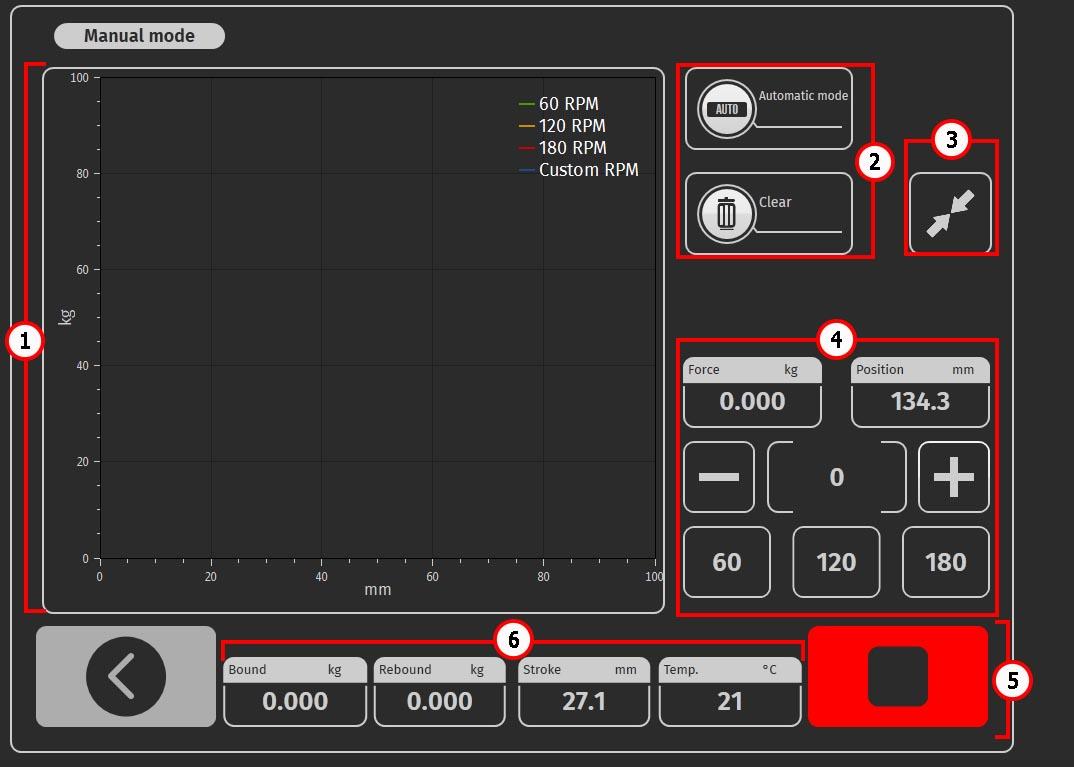 Manual mode
100
80
60
40
20
0
kg
0 20 40 60 80 100
mm
60 RPM
120 RPM
180 RPM
Custom RPM
1
AUTO Automatic mode
Clear
2
3
4
Force kg
0.000
Position mm
134.3
0
60 120 180
6
Bound kg
0.000
Rebound kg
0.000
Stroke mm
27.1
Temp. °C
21
5